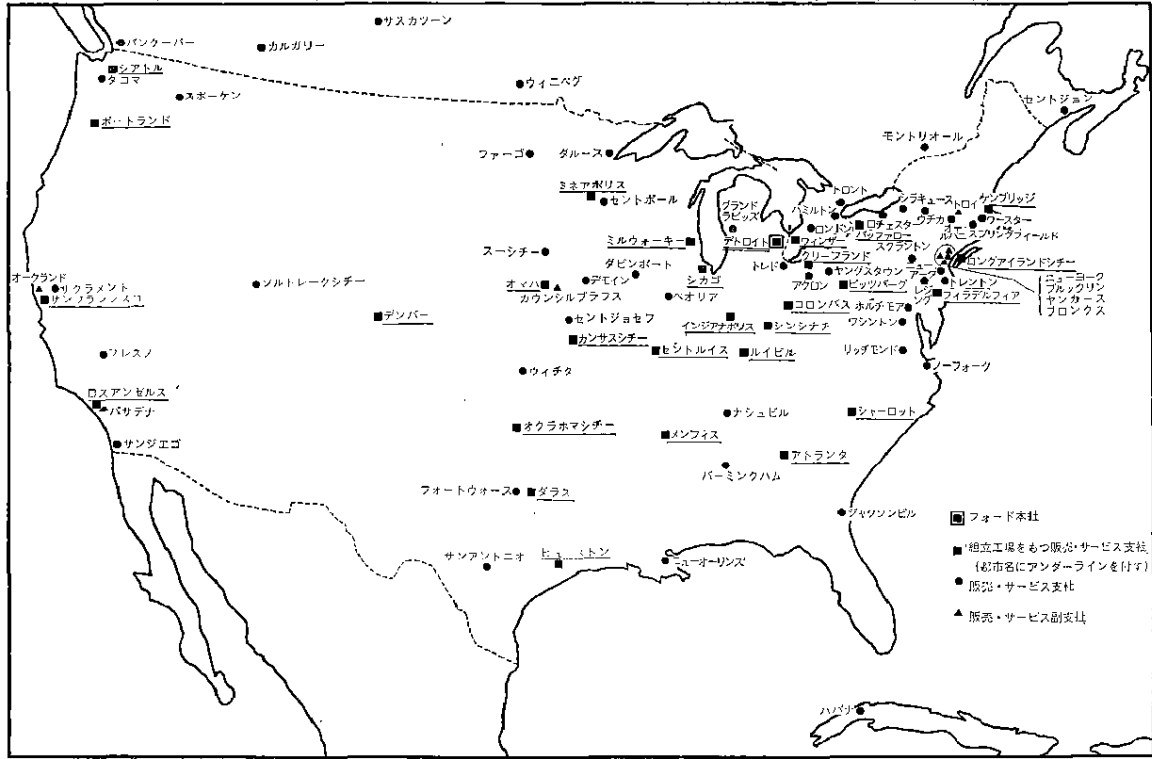 サスカツーン
バンクーバー
カルガリー
シアトル
タコマ
ウィニペグ
スポーケン
セントジョン
ポートランド
モントリオール
ファーゴ
ダルース
ミネアポリス
セントポール
トロント
グランド
ラピッズ
ハミルトン
シラキュース
トロイ
ケンブリッジ
ロンドン
ロチェスター
ウチカ
ワースター
オー
ルバニー
スプリングフィールド
ミルウォーキー
デトロイト
ウィンザー
バッファロー
スクラントン
スーシチー
クリーフランド
ロングアイランドシチー
トレド
ヤングスタウン
ニュー
アーク
ダビンポート
シカゴ
アクロン
ピッツバーグ
レジ
ング
トレントン
ニューヨーク
ブルックリン
ヤンカース
ブロンクス
オークランド
サクラメント
サンフランシスコ
ソルトレークシチー
オマハ
デモイン
カウンシルブラフス
ペオリア
コロンバス
ボルチモア
フィラデルフィア
デンバー
セントジョセフ
インジアナポリス
シンシナチ
ワシントン
カンサスシチー
セントルイス
ルイビル
リッチモンド
フレスノ
ノーフォーク
ウィチタ
ロスアンゼルス
パサデナ
ナシュビル
シャーロット
サンジエゴ
オクラホマシチー
メンフィス
アトランタ
バーミンクハム
フォートウォース
ダラス
ジャクソンビル
サンアントニオ
ヒューストン
ニューオーリンズ
フォード本社
組立工場をもつ販売・サービス支社
(都市名にアンダーラインを付す)
販売・サービス支社
販売・サービス副支社
ハバナ